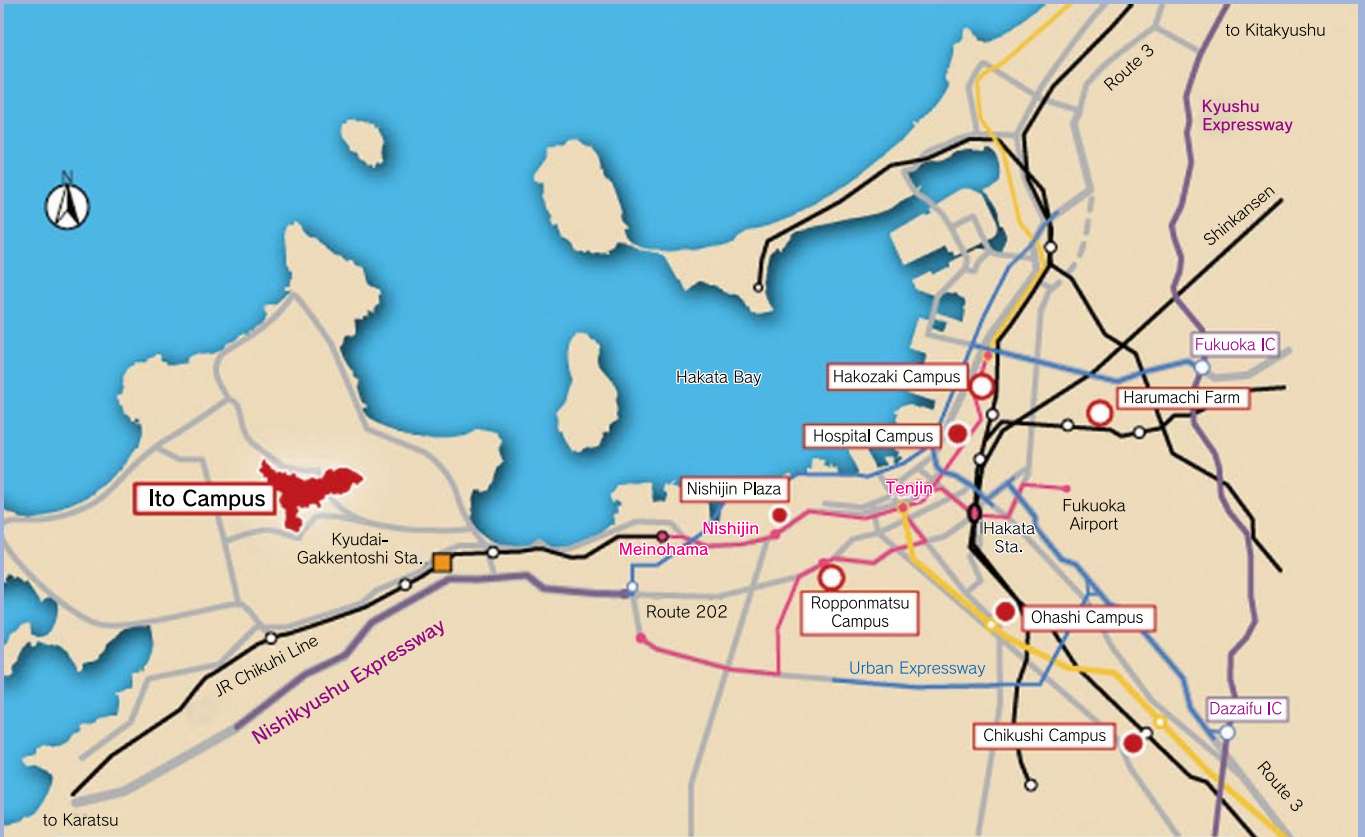 to Kitakyushu
Route 3
Kyushu
Expressway
N
Shinkansen
Fukuoka IC
Hakata Bay
Hakozaki Campus
Harumachi Farm
Hospital Campus
Ito Campus
Nishijin Plaza
Tenjin
Fukuoka
Airport
Nishijin
Hakata
Sta.
Kyudai-
Gakkentoshi Sta.
Meinohama
Route 202
Ropponmatsu
Campus
Ohashi Campus
JR Chikuhi Line
Nishikyushu Expressway
Urban Expressway
Dazaifu IC
Chikushi Campus
Route 3
to Karatsu